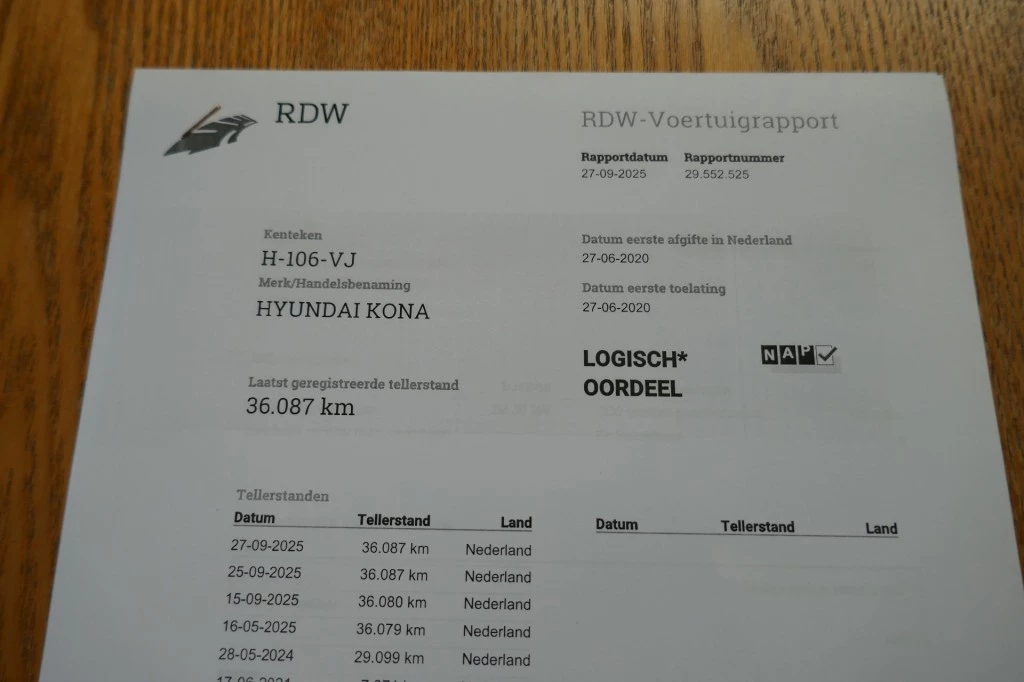 RDW
RDW-Voertuigrapport
Rapportdatum Rapportnummer
27-09-2025 29.552.525
Kenteken
H-106-VJ
Merk/Handelsbenaming
HYUNDAI KONA
Datum eerste afgifte in Nederland
27-06-2020
Datum eerste toelating
27-06-2020
LOGISCH*
OORDEEL
NAP
Laatst geregistreerde tellerstand
36.087 km
Tellerstanden
Datum Tellerstand Land
27-09-2025 36.087 km Nederland
25-09-2025 36.087 km Nederland
15-09-2025 36.080 km Nederland
16-05-2025 36.079 km Nederland
28-05-2024 29.099 km Nederland
Datum Tellerstand Land